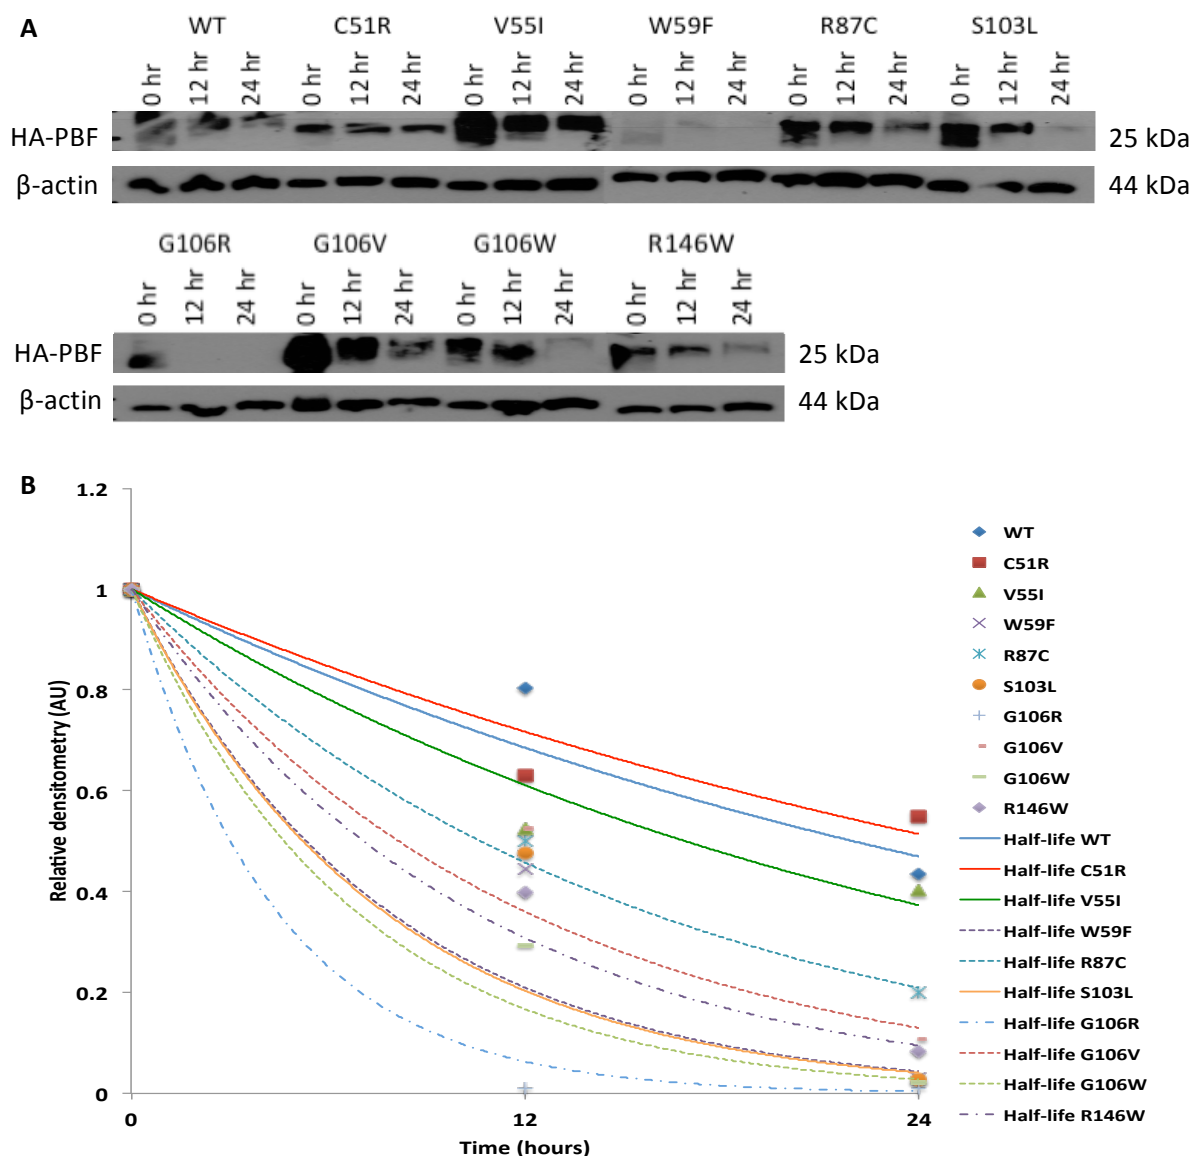 A
WT C51R V55I W59F R87C S103L
0 hr 12 hr 24 hr 0 hr 12 hr 24 hr 0 hr 12 hr 24 hr 0 hr 12 hr 24 hr 0 hr 12 hr 24 hr 0 hr 12 hr 24 hr
HA-PBF 25 kDa
β-actin 44 kDa
G106R G106V G106W R146W
0 hr 12 hr 24 hr 0 hr 12 hr 24 hr 0 hr 12 hr 24 hr 0 hr 12 hr 24 hr
HA-PBF 25 kDa
β-actin 44 kDa
B
Relative densitometry (AU)
1.2
1
0.8
0.6
0.4
0.2
0
0 12 24
Time (hours)
WT
C51R
V55I
W59F
R87C
S103L
G106R
G106V
G106W
R146W
Half-life WT
Half-life C51R
Half-life V55I
Half-life W59F
Half-life R87C
Half-life S103L
Half-life G106R
Half-life G106V
Half-life G106W
Half-life R146W